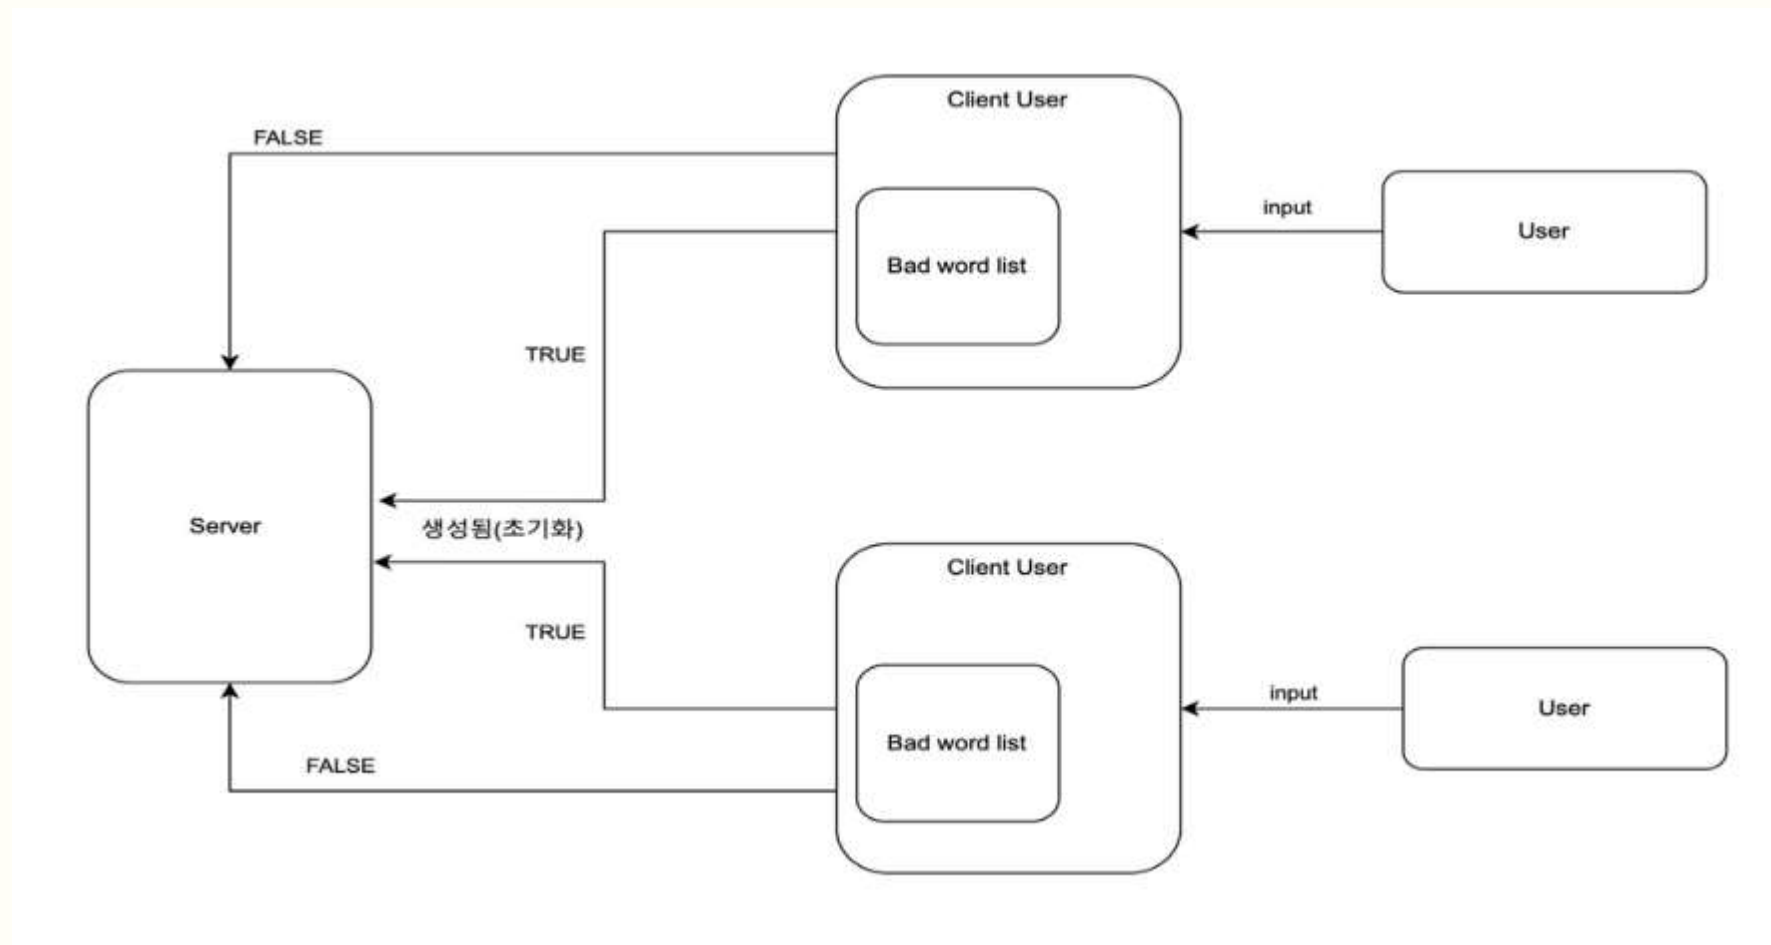 Client User
FALSE
input
User
Bad word list
TRUE
Server
생성됨(초기화)
Client User
TRUE
input
User
Bad word list
FALSE